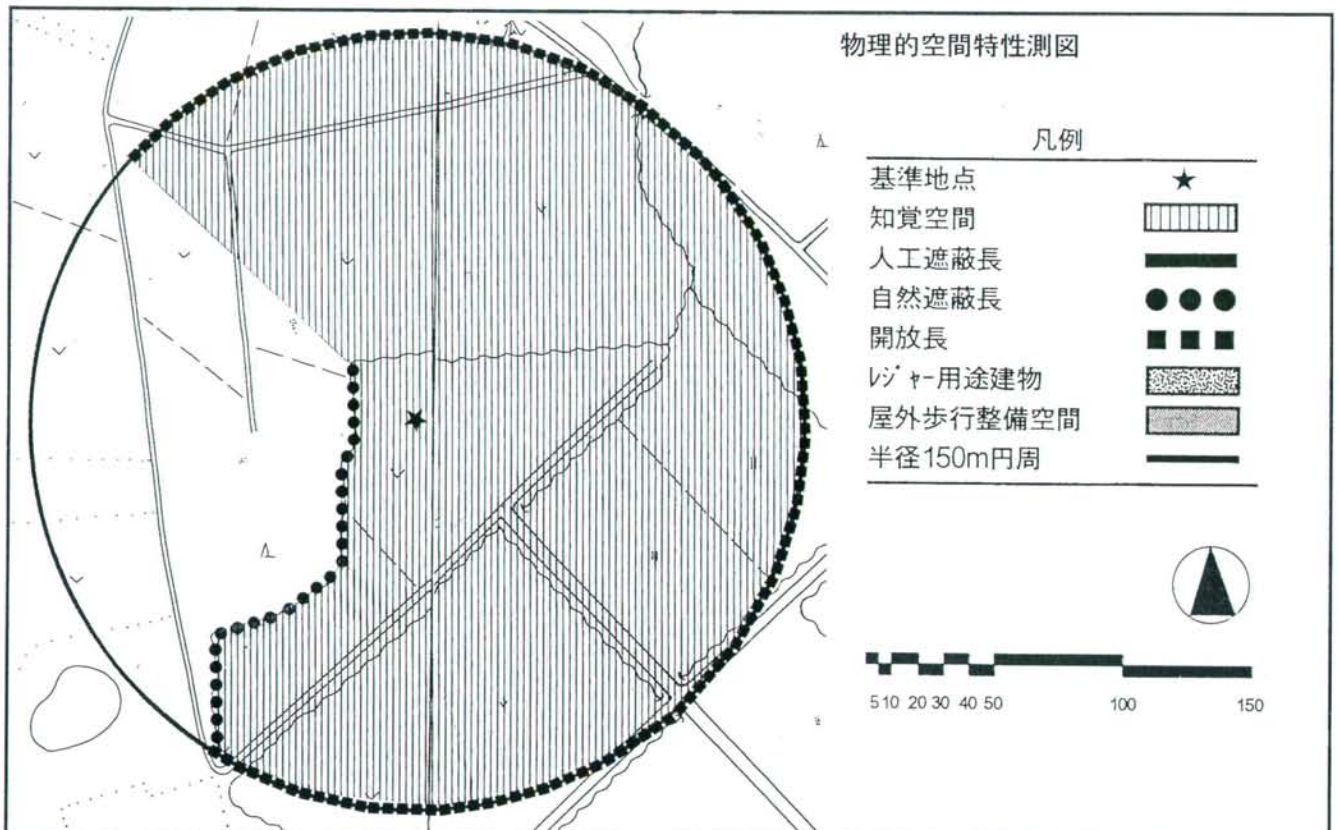 物理的空間特性測図
凡例
基準地点
知覚空間
人工遮蔽長
自然遮蔽長
開放長
ﾚｼﾞｬｰ用途建物
屋外歩行整備空間
半径150m円周
5 10 20 30 40 50 100 150